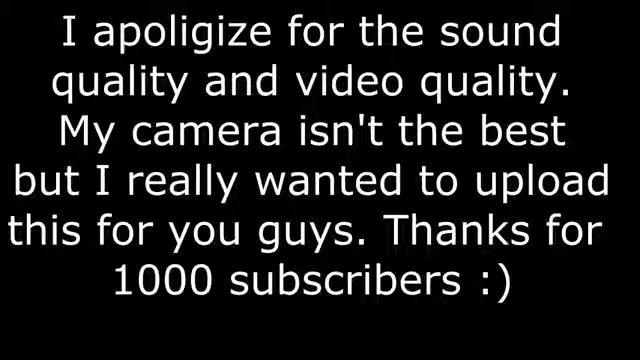 I apoligize for the sound
quality and video quality.
My camera isn't the best
but I really wanted to upload
this for you guys. Thanks for
1000 subscribers :)